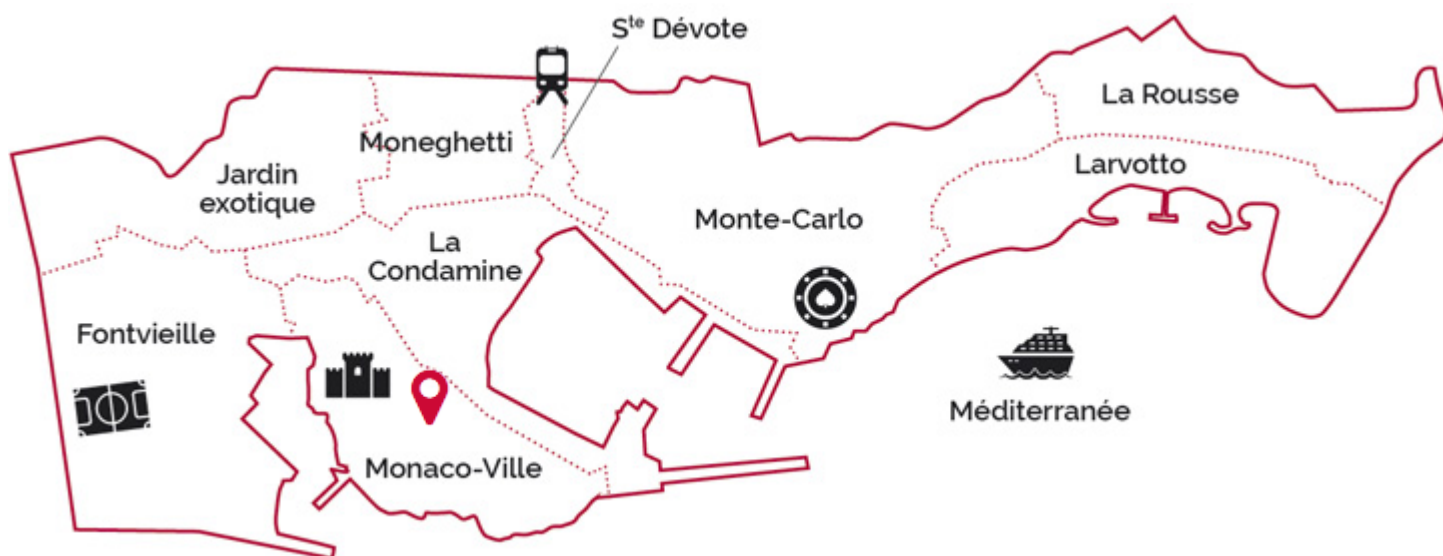 Sᵗᵉ Dévote
La Rousse
Moneghetti
Larvotto
Jardin
exotique
Monte-Carlo
La
Condamine
Fontvieille
Méditerranée
Monaco-Ville